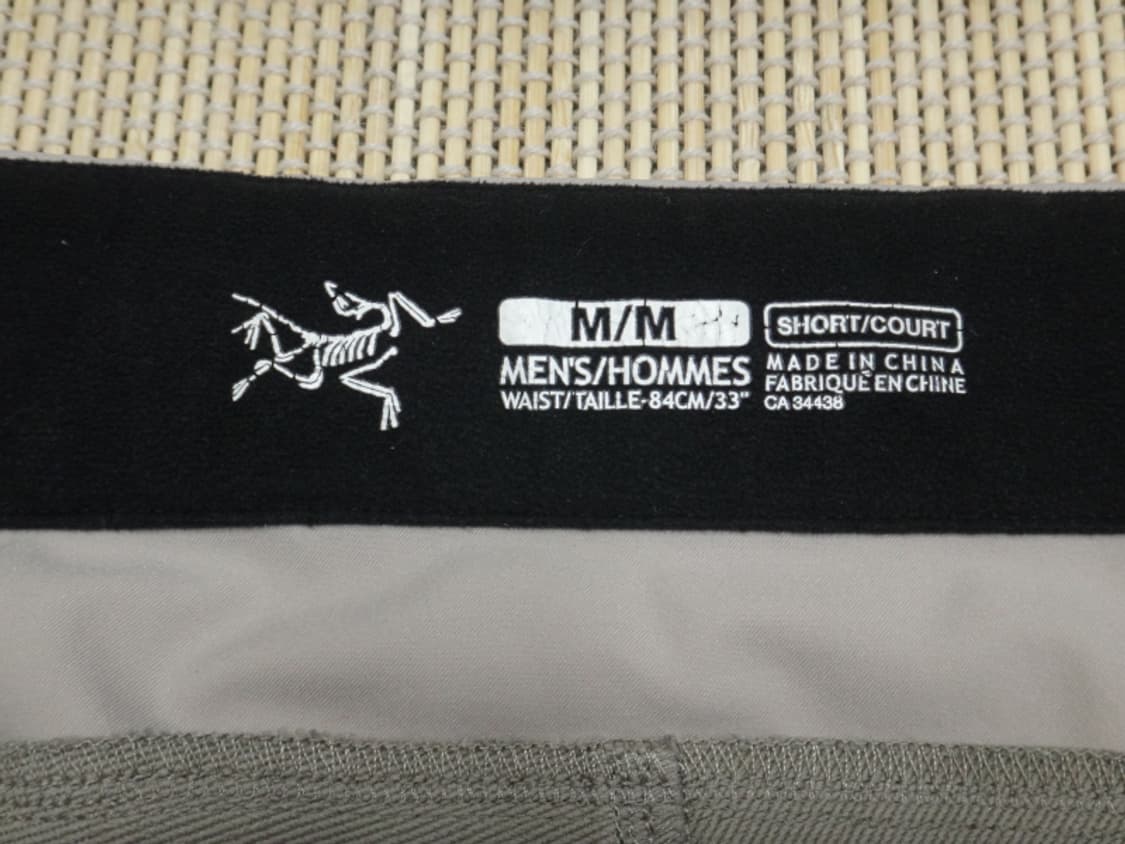 M/M
MEN'S/HOMMES
WAIST/TAILLE-84CM/33"
SHORT/COURT
MADE IN CHINA
FABRIQUÉ EN CHINE
CA 34438